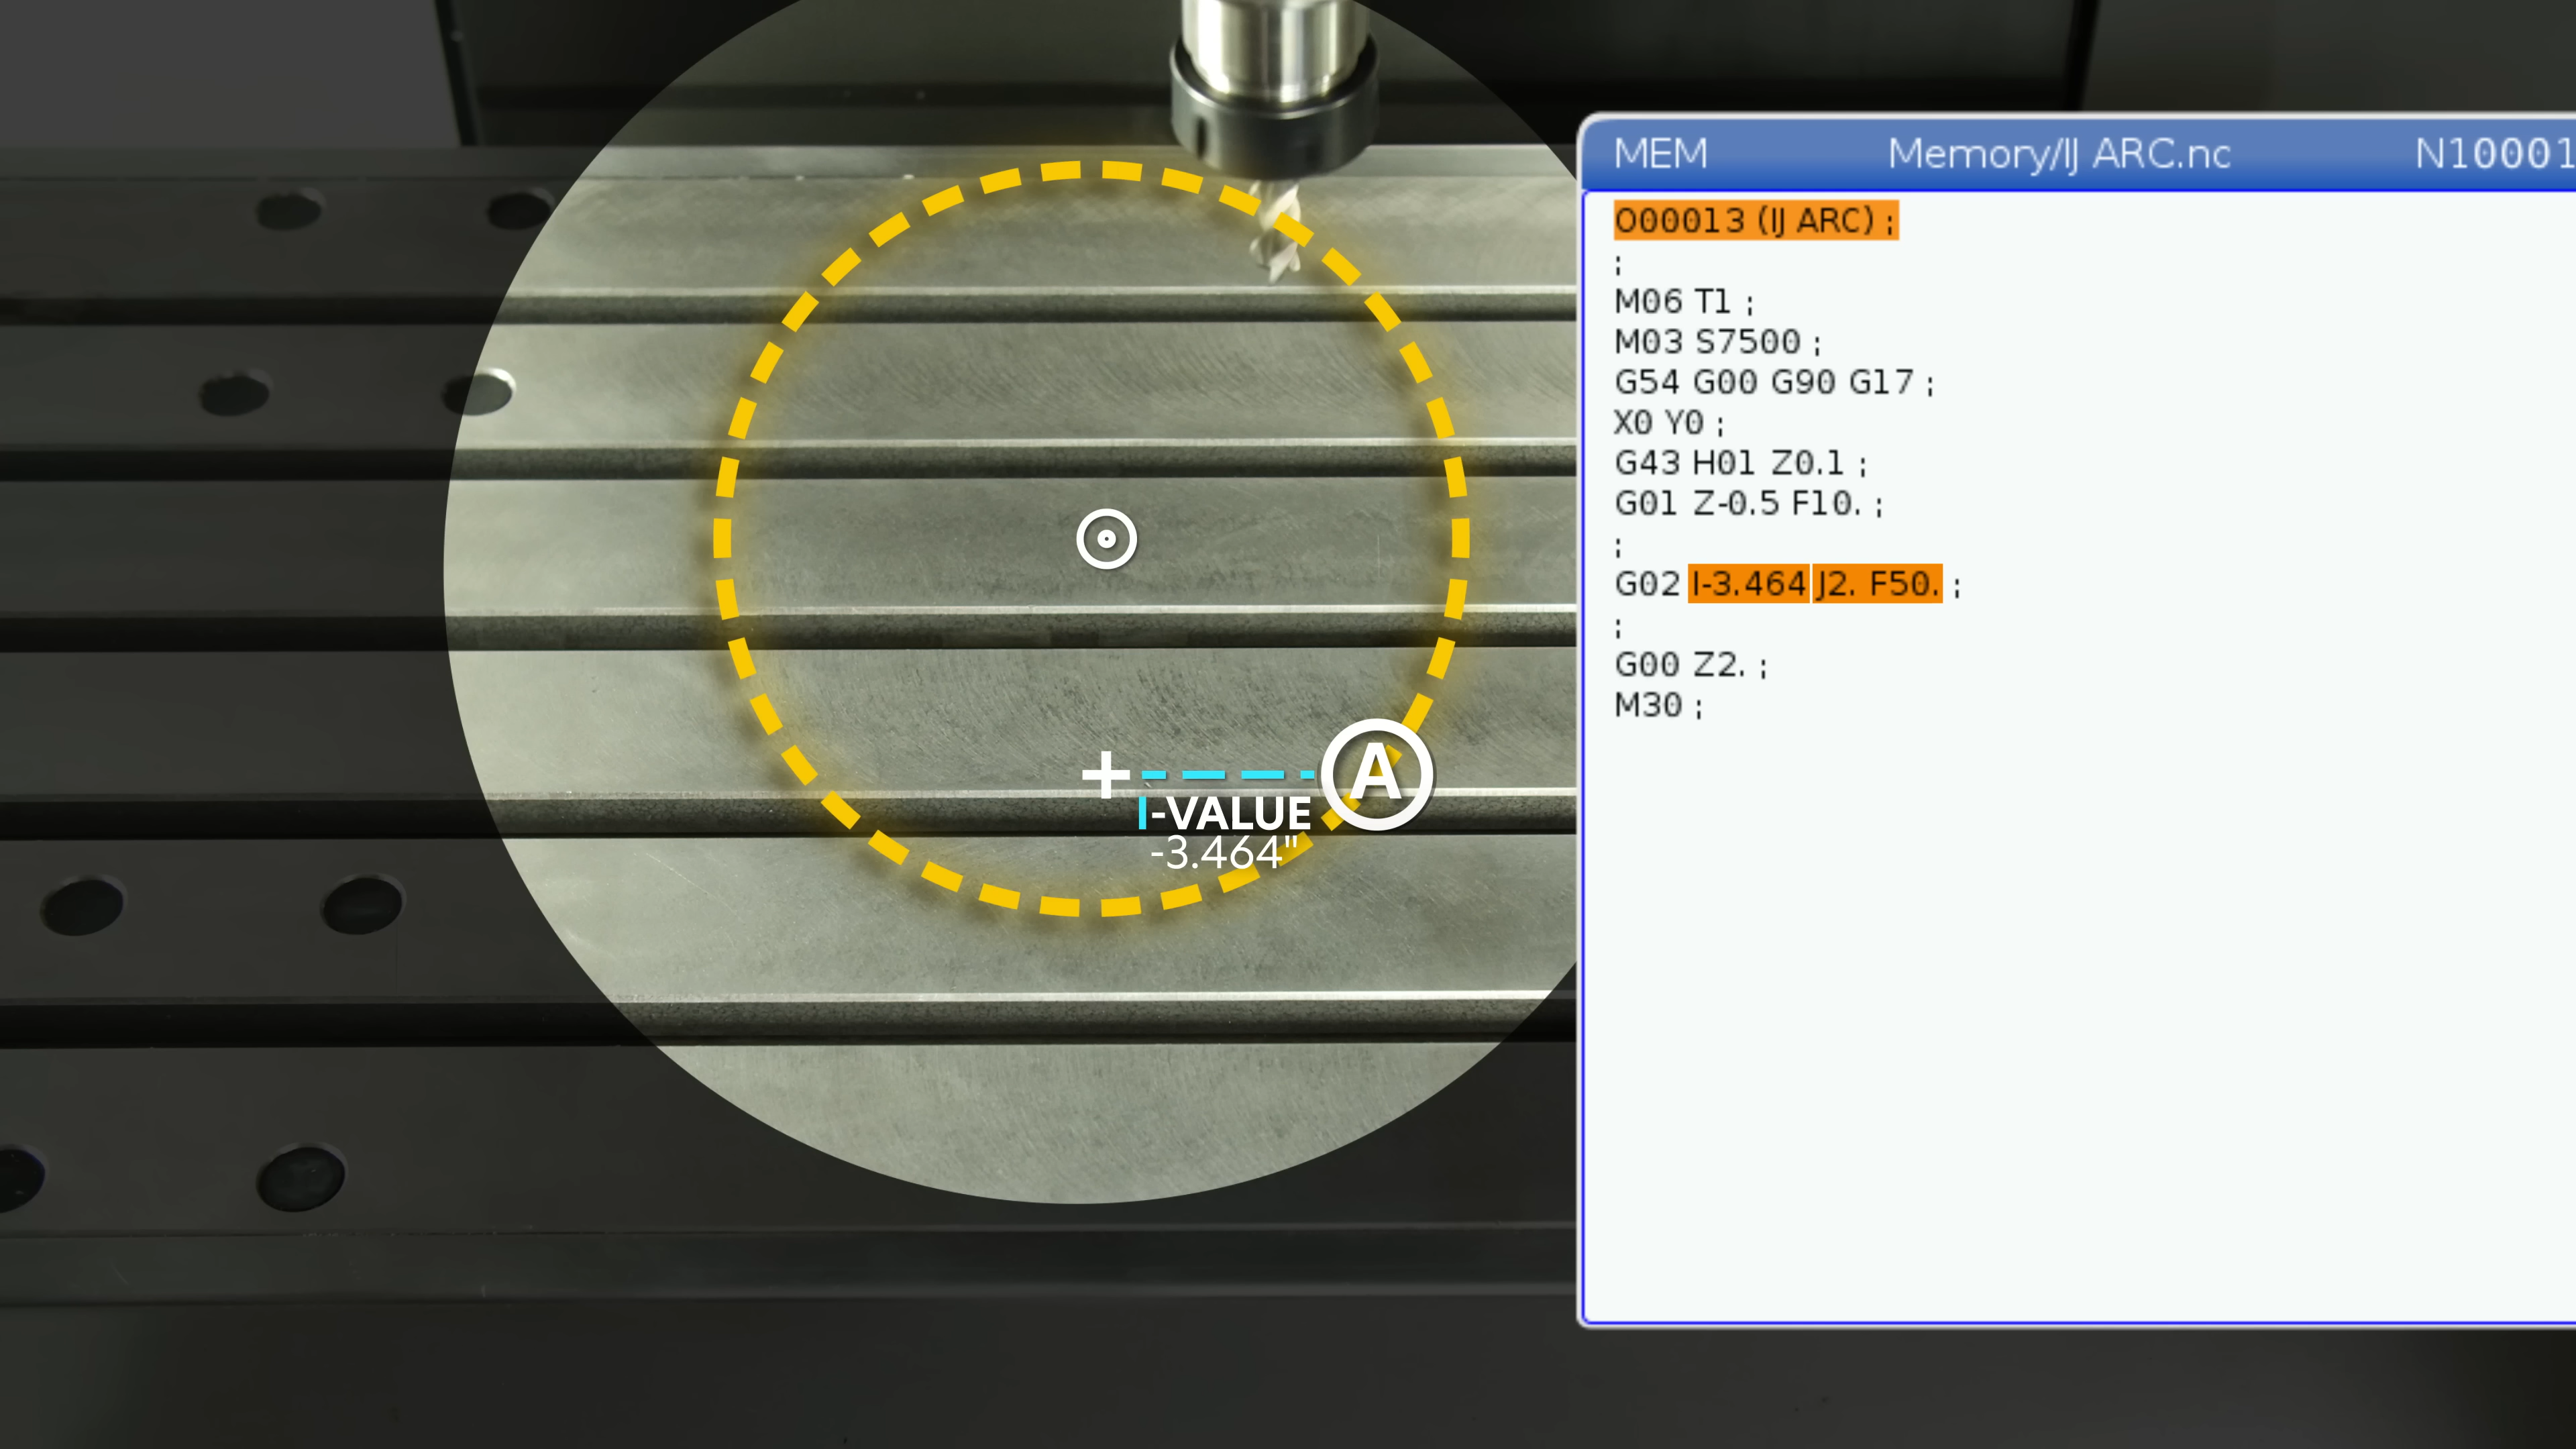 MEM Memory/IJ ARC.nc N10001
O00013 (IJ ARC) ;
;
M06 T1 ;
M03 S7500 ;
G54 G00 G90 G17 ;
X0 Y0 ;
G43 H01 Z0.1 ;
G01 Z-0.5 F10. ;
;
G02 I-3.464 J2. F50. ;
;
G00 Z2. ;
M30 ;
A
I-VALUE
-3.464"